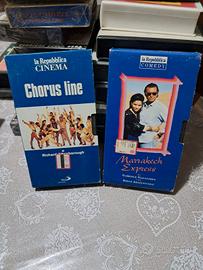 la Repubblica
CINEMA
Chorus line
Richard Attenborough
la Repubblica
COMEDY
Marrakech
Express